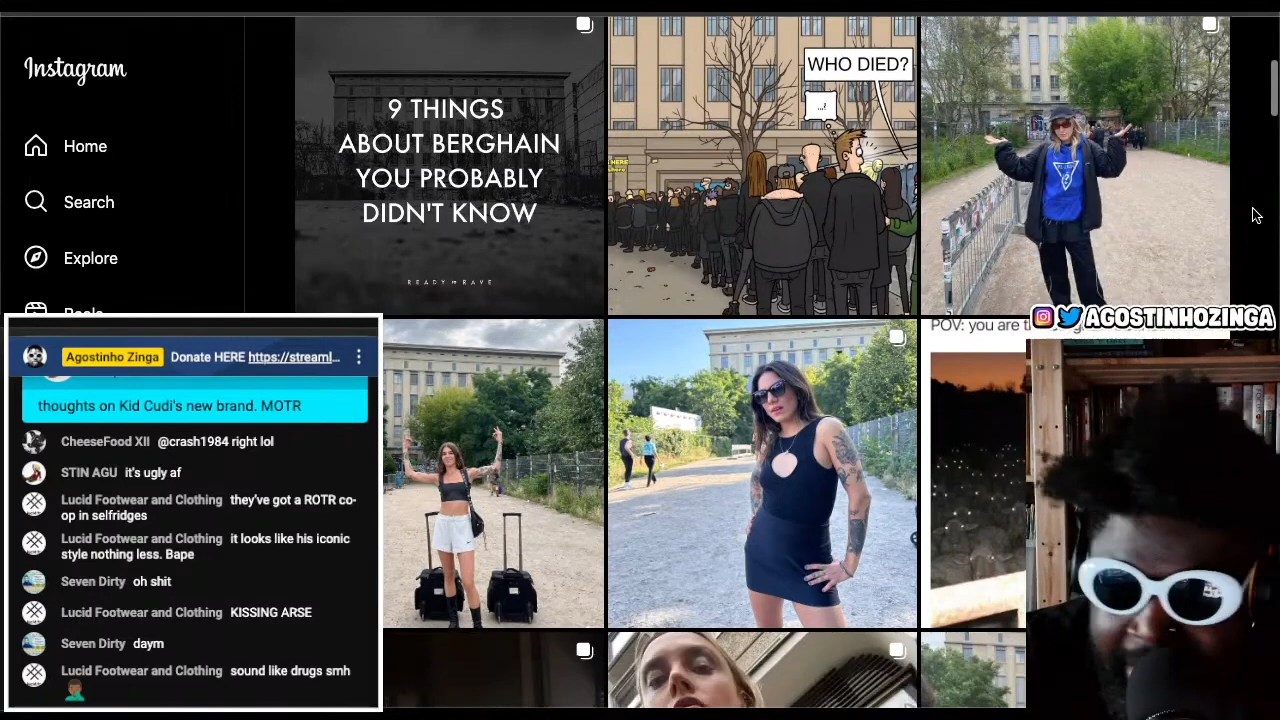 Instagram
Home
Search
Explore
Reels
9 THINGS
ABOUT BERGHAIN
YOU PROBABLY
DIDN'T KNOW
READY TO RAVE
WHO DIED?
...!
AGOSTINHOZINGA
POV: you are
Agostinho Zinga Donate HERE https://streaml...
thoughts on Kid Cudi's new brand. MOTR
CheeseFood XII @crash1984 right lol
STIN AGU it's ugly af
Lucid Footwear and Clothing they've got a ROTR co-
op in selfridges
Lucid Footwear and Clothing it looks like his iconic
style nothing less. Bape
Seven Dirty oh shit
Lucid Footwear and Clothing KISSING ARSE
Seven Dirty daym
Lucid Footwear and Clothing sound like drugs smh